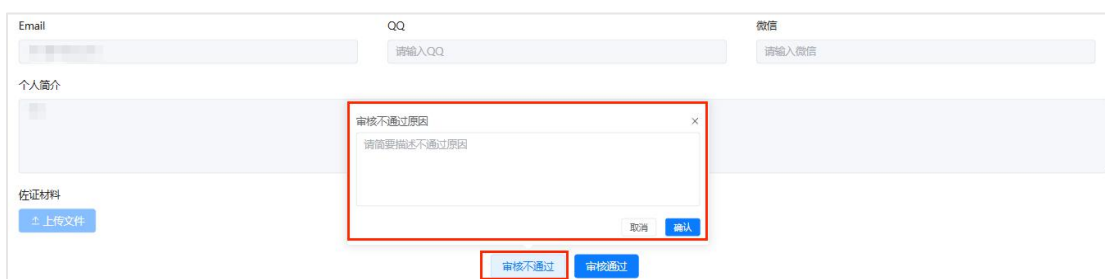 Email
QQ
微信
请输入QQ
请输入微信
个人简介
审核不通过原因
请简要描述不通过原因
佐证材料
上传文件
取消
确认
审核不通过
审核通过